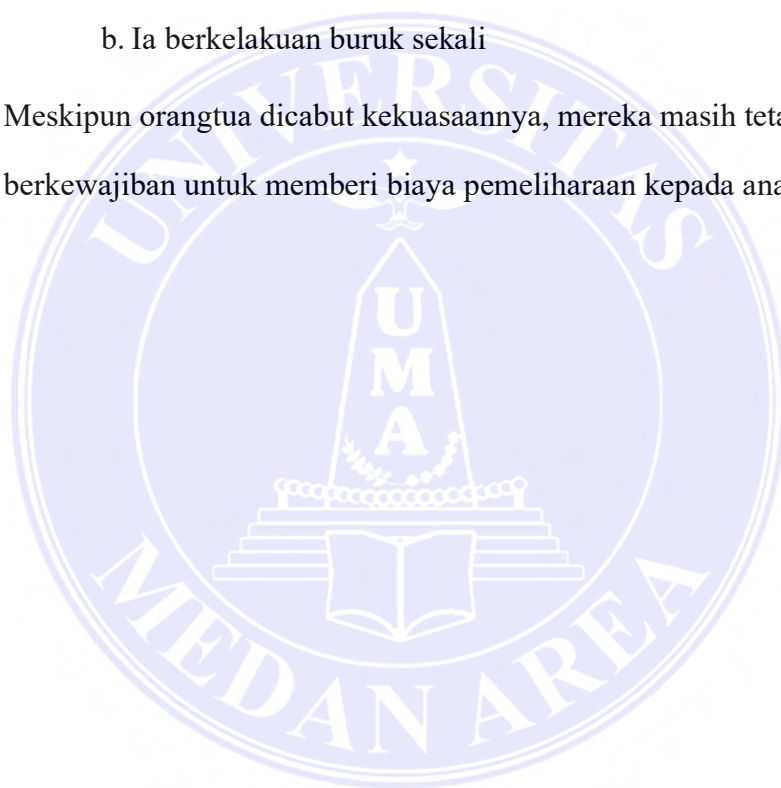 b. Ia berkelakuan buruk sekali
Meskipun orangtua dicabut kekuasaannya, mereka masih
berkewajiban untuk memberi biaya pemeliharaan kepada
UNIVERSITAS
UMA
MEDAN AREA